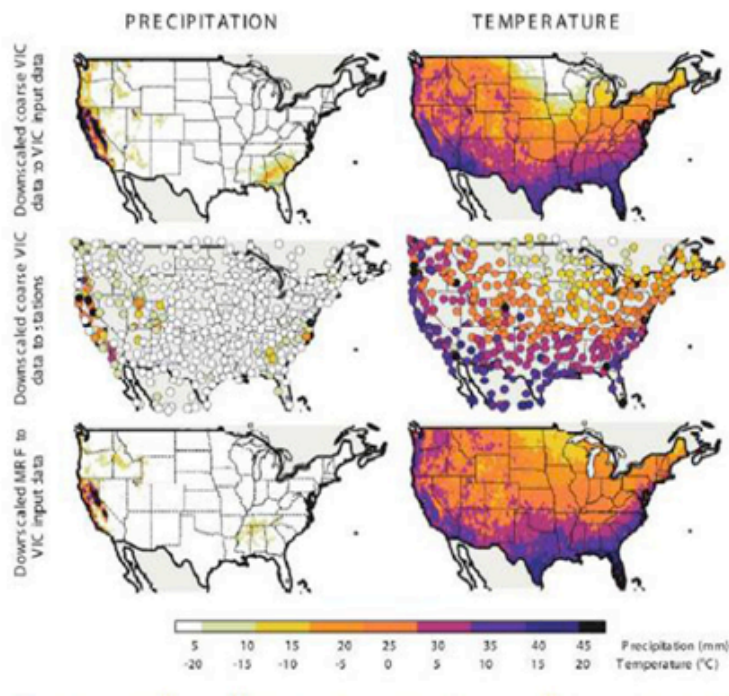 PRECIPITATION
TEMPERATURE
Downscaled coarse VIC
data to VIC input data
Downscaled coarse VIC
data to stations
Downscaled MRF to
VIC input data
5 10 15 20 25 30 35 40 45 Precipitation (mm)
-20 -15 -10 -5 0 5 10 15 20 Temperature (°C)